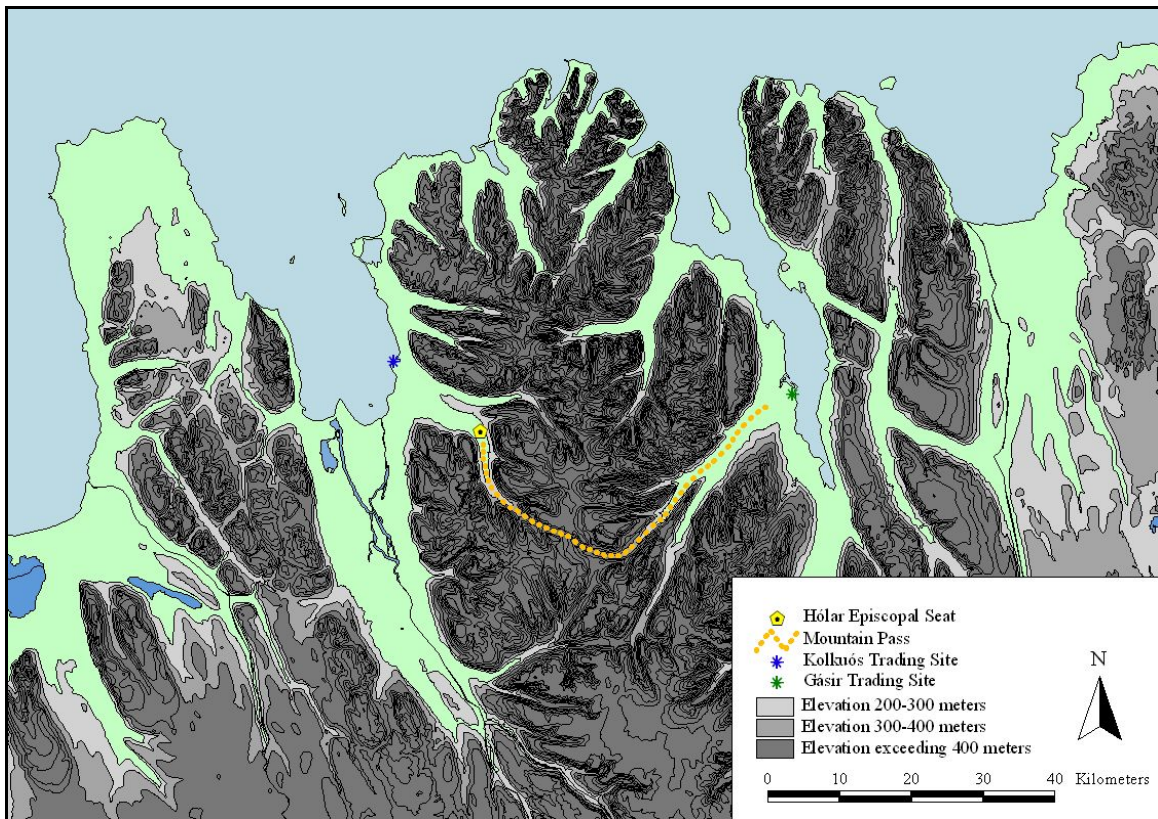 Hólar Episcopal Seat
Mountain Pass
Kolkuós Trading Site
Gásir Trading Site
Elevation 200-300 meters
Elevation 300-400 meters
Elevation exceeding 400 meters
N
0 10 20 30 40 Kilometers